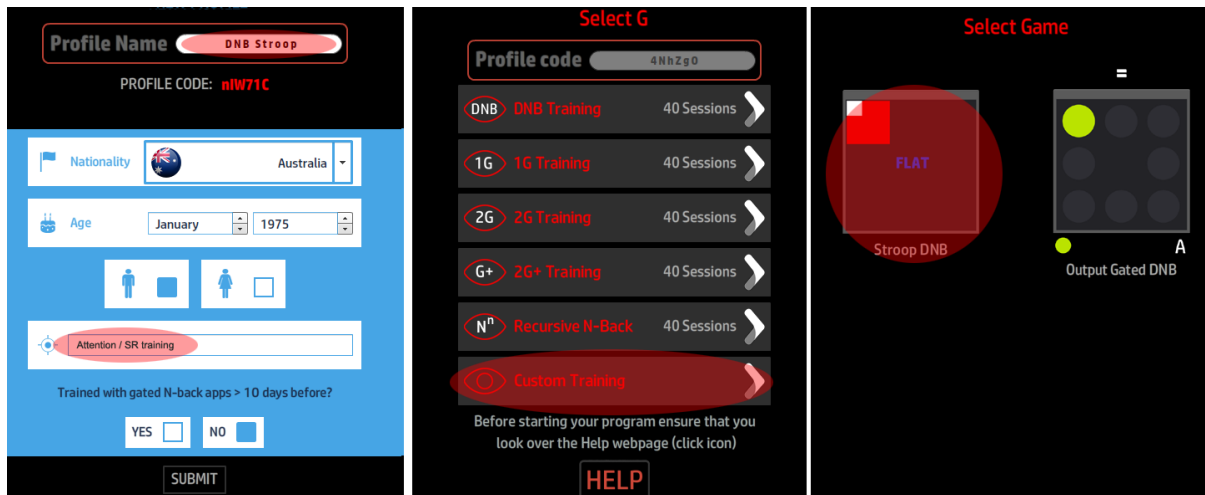 Profile Name DNB Stroop
PROFILE CODE: nIW71C
Nationality Australia
Age January 1975
Attention / SR training
Trained with gated N-back apps > 10 days before?
YES NO
SUBMIT
Select G
Profile code 4NhZgO
DNB DNB Training 40 Sessions
1G 1G Training 40 Sessions
2G 2G Training 40 Sessions
G+ 2G+ Training 40 Sessions
Nⁿ Recursive N-Back 40 Sessions
Custom Training
Before starting your program ensure that you
look over the Help webpage (click icon)
HELP
Select Game
=
FLAT
Stroop DNB
A
Output Gated DNB